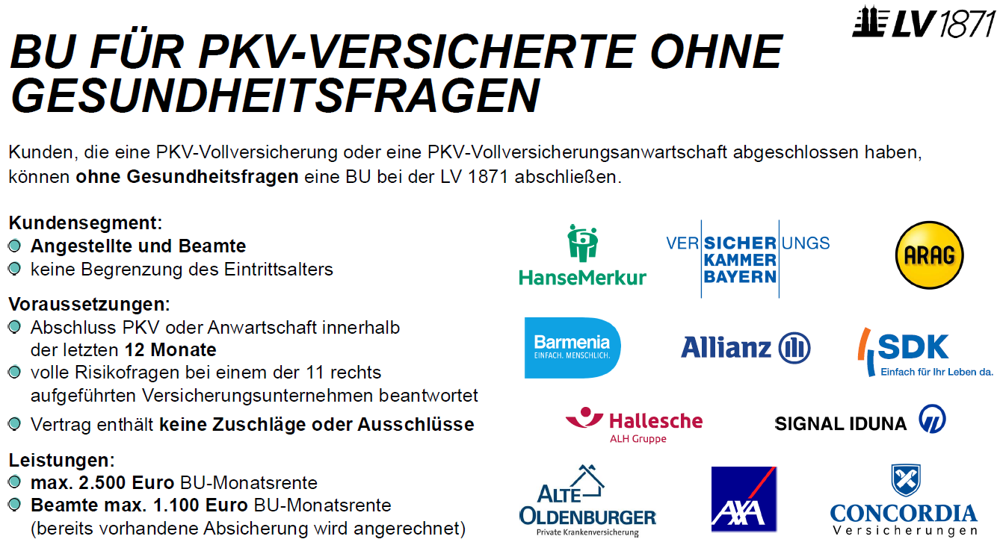 LV 1871
BU FÜR PKV-VERSICHERTE OHNE
GESUNDHEITSFRAGEN
Kunden, die eine PKV-Vollversicherung oder eine PKV-Vollversicherungsanwartschaft abgeschlossen haben,
können ohne Gesundheitsfragen eine BU bei der LV 1871 abschließen.
Kundensegment:
Angestellte und Beamte
keine Begrenzung des Eintrittsalters
Voraussetzungen:
Abschluss PKV oder Anwartschaft innerhalb
der letzten 12 Monate
volle Risikofragen bei einem der 11 rechts
aufgeführten Versicherungsunternehmen beantwortet
Vertrag enthält keine Zuschläge oder Ausschlüsse
Leistungen:
max. 2.500 Euro BU-Monatsrente
Beamte max. 1.100 Euro BU-Monatsrente
(bereits vorhandene Absicherung wird angerechnet)
HanseMerkur
VERSICHERUNGS
KAMMER
BAYERN
ARAG
Barmenia
EINFACH. MENSCHLICH.
Allianz
SDK
Einfach für Ihr Leben da.
Hallesche
ALH Gruppe
SIGNAL IDUNA
ALTE
OLDENBURGER
Private Krankenversicherung
AXA
CONCORDIA
Versicherungen